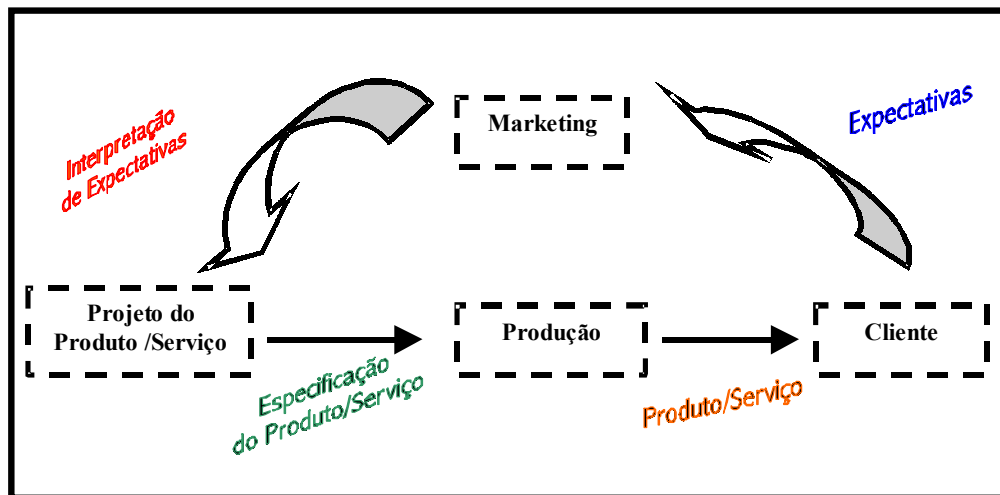 Marketing
Expectativas
Interpretação
de Expectativas
Projeto do
Produto /Serviço
Produção
Cliente
Especificação
do Produto/Serviço
Produto/Serviço